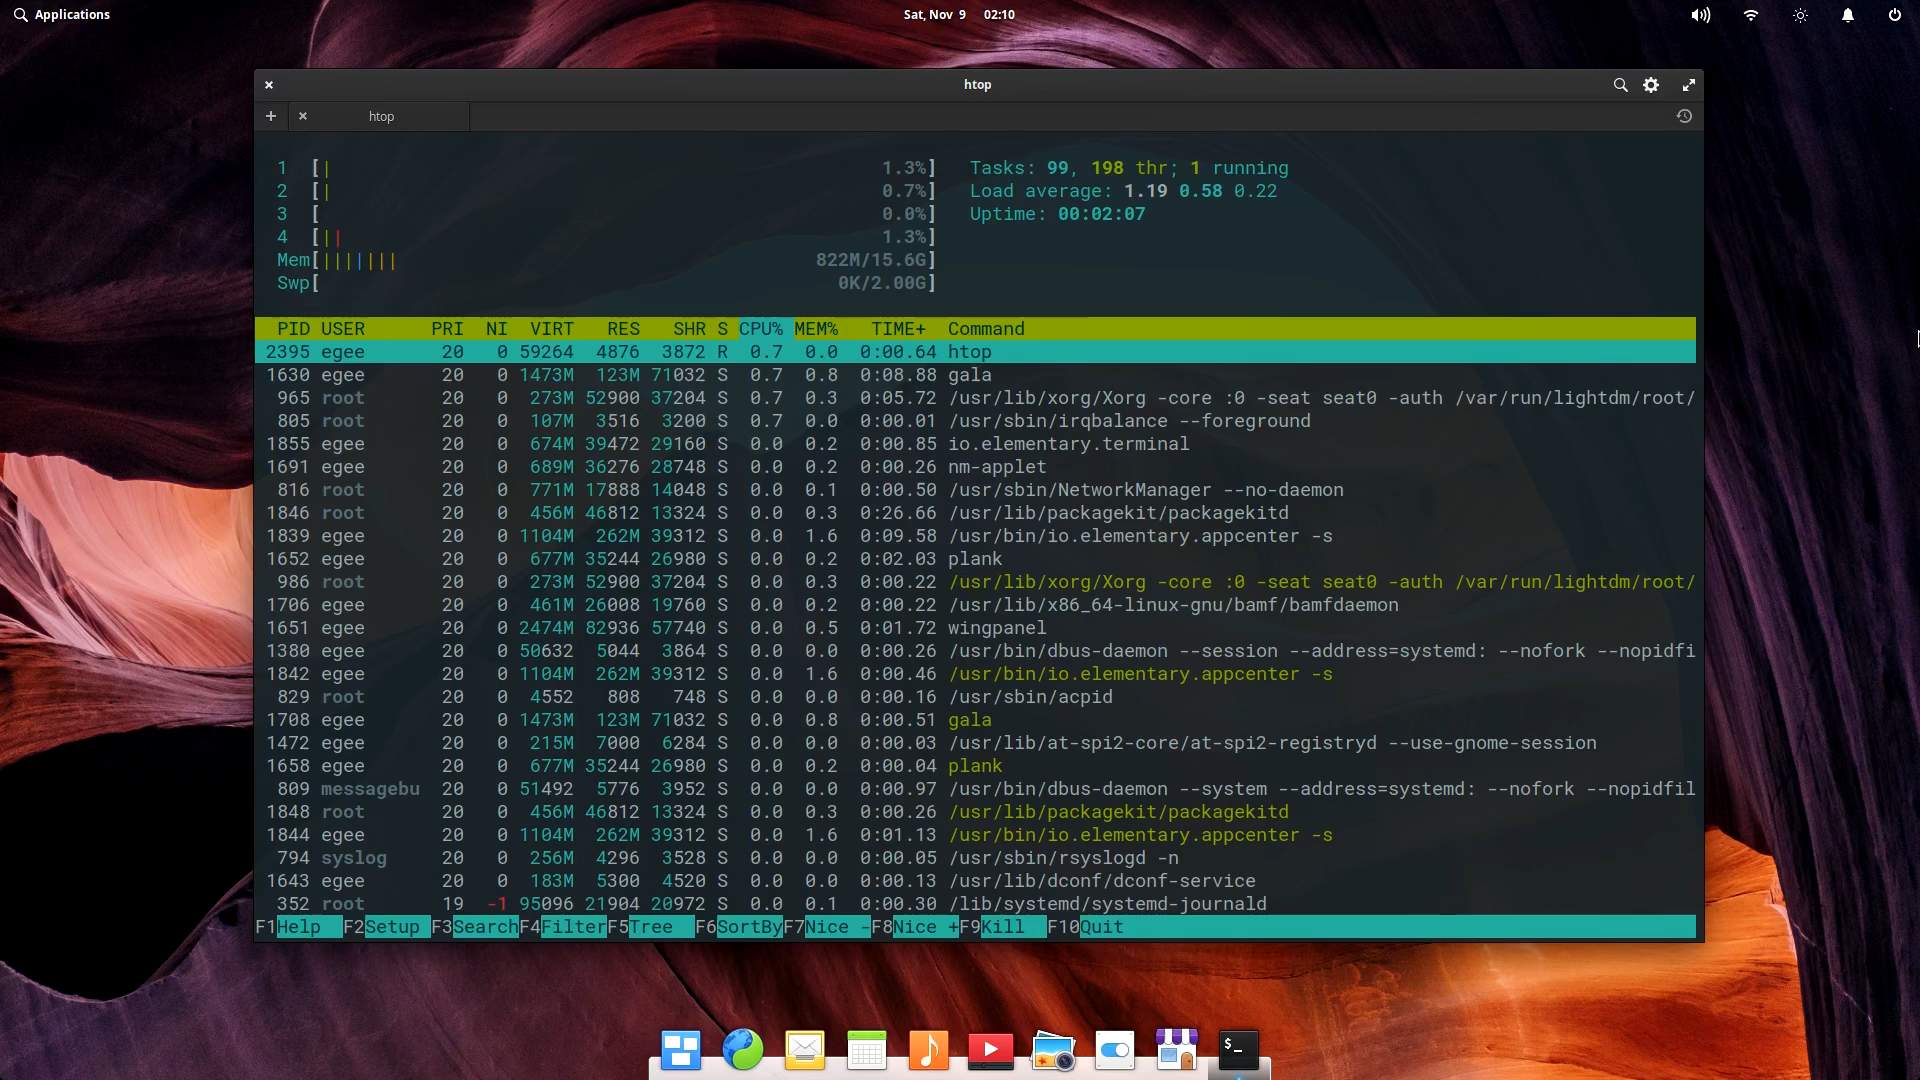 Applications
Sat, Nov 9 02:10
htop
htop
1 [| 1.3%] Tasks: 99, 198 thr; 1 running
2 [| 0.7%] Load average: 1.19 0.58 0.22
3 [ 0.0%] Uptime: 00:02:07
4 [|| 1.3%]
Mem[||||||| 822M/15.6G]
Swp[ 0K/2.00G]
PID USER PRI NI VIRT RES SHR S CPU% MEM% TIME+ Command
2395 egee 20 0 59264 4876 3872 R 0.7 0.0 0:00.64 htop
1630 egee 20 0 1473M 123M 71032 S 0.7 0.8 0:08.88 gala
965 root 20 0 273M 52900 37204 S 0.7 0.3 0:05.72 /usr/lib/xorg/Xorg -core :0 -seat seat0 -auth /var/run/lightdm/root/
805 root 20 0 107M 3516 3200 S 0.7 0.0 0:00.01 /usr/sbin/irqbalance --foreground
1855 egee 20 0 674M 39472 29160 S 0.0 0.2 0:00.85 io.elementary.terminal
1691 egee 20 0 689M 36276 28748 S 0.0 0.2 0:00.26 nm-applet
816 root 20 0 771M 17888 14048 S 0.0 0.1 0:00.50 /usr/sbin/NetworkManager --no-daemon
1846 root 20 0 456M 46812 13324 S 0.0 0.3 0:26.66 /usr/lib/packagekit/packagekitd
1839 egee 20 0 1104M 262M 39312 S 0.0 1.6 0:09.58 /usr/bin/io.elementary.appcenter -s
1652 egee 20 0 677M 35244 26980 S 0.0 0.2 0:02.03 plank
986 root 20 0 273M 52900 37204 S 0.0 0.3 0:00.22 /usr/lib/xorg/Xorg -core :0 -seat seat0 -auth /var/run/lightdm/root/
1706 egee 20 0 461M 26008 19760 S 0.0 0.2 0:00.22 /usr/lib/x86_64-linux-gnu/bamf/bamfdaemon
1651 egee 20 0 2474M 82936 57740 S 0.0 0.5 0:01.72 wingpanel
1380 egee 20 0 50632 5044 3864 S 0.0 0.0 0:00.26 /usr/bin/dbus-daemon --session --address=systemd: --nofork --nopidfi
1842 egee 20 0 1104M 262M 39312 S 0.0 1.6 0:00.46 /usr/bin/io.elementary.appcenter -s
829 root 20 0 4552 808 748 S 0.0 0.0 0:00.16 /usr/sbin/acpid
1708 egee 20 0 1473M 123M 71032 S 0.0 0.8 0:00.51 gala
1472 egee 20 0 215M 7000 6284 S 0.0 0.0 0:00.03 /usr/lib/at-spi2-core/at-spi2-registryd --use-gnome-session
1658 egee 20 0 677M 35244 26980 S 0.0 0.2 0:00.04 plank
809 messagebu 20 0 51492 5776 3952 S 0.0 0.0 0:00.97 /usr/bin/dbus-daemon --system --address=systemd: --nofork --nopidfil
1848 root 20 0 456M 46812 13324 S 0.0 0.3 0:00.26 /usr/lib/packagekit/packagekitd
1844 egee 20 0 1104M 262M 39312 S 0.0 1.6 0:01.13 /usr/bin/io.elementary.appcenter -s
794 syslog 20 0 256M 4296 3528 S 0.0 0.0 0:00.05 /usr/sbin/rsyslogd -n
1643 egee 20 0 183M 5300 4520 S 0.0 0.0 0:00.13 /usr/lib/dconf/dconf-service
352 root 19 -1 95096 21904 20972 S 0.0 0.1 0:00.30 /lib/systemd/systemd-journald
F1Help F2Setup F3SearchF4FilterF5Tree F6SortByF7Nice -F8Nice +F9Kill F10Quit
$_